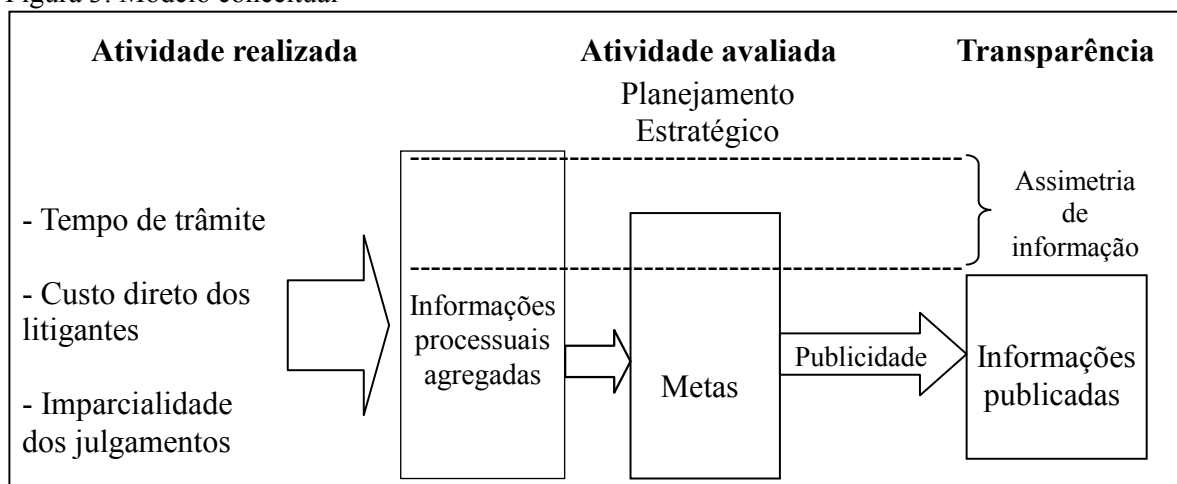 Figura 3: Modelo conceitual
Atividade realizada
Atividade avaliada
Transparência
Planejamento
Estratégico
- Tempo de trâmite
- Custo direto dos
litigantes
- Imparcialidade
dos julgamentos
Informações
processuais
agregadas
Metas
Publicidade
Assimetria
de
informação
Informações
publicadas